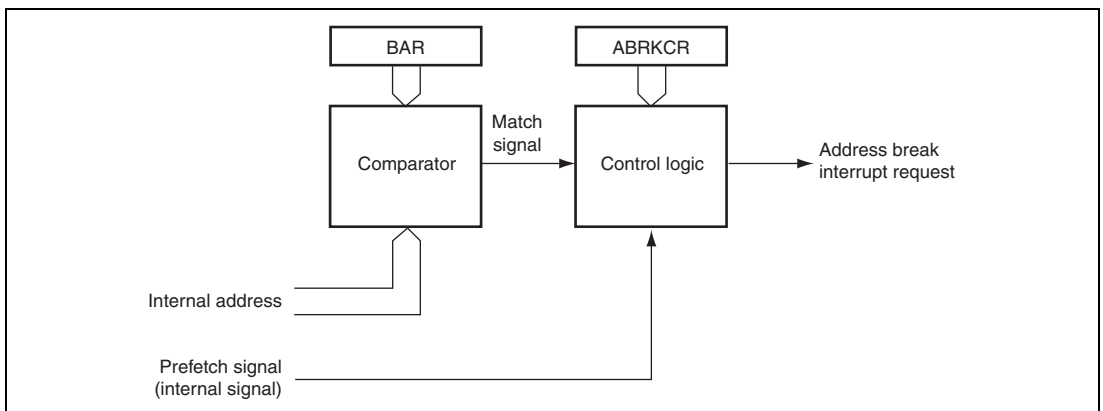 BAR
ABRKCR
Match
signal
Comparator
Control logic
Address break
interrupt request
Internal address
Prefetch signal
(internal signal)